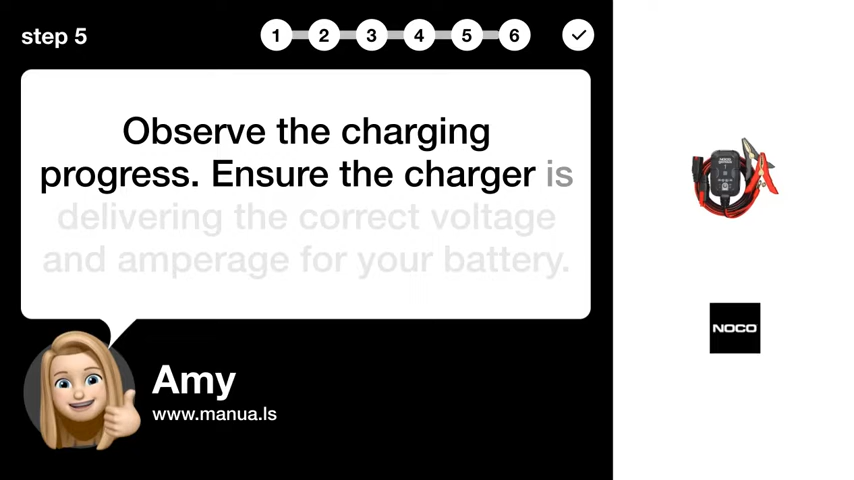 step 5
1 2 3 4 5 6
Observe the charging
progress. Ensure the charger is
delivering the correct voltage
and amperage for your battery.
Amy
www.manua.ls
NOCO